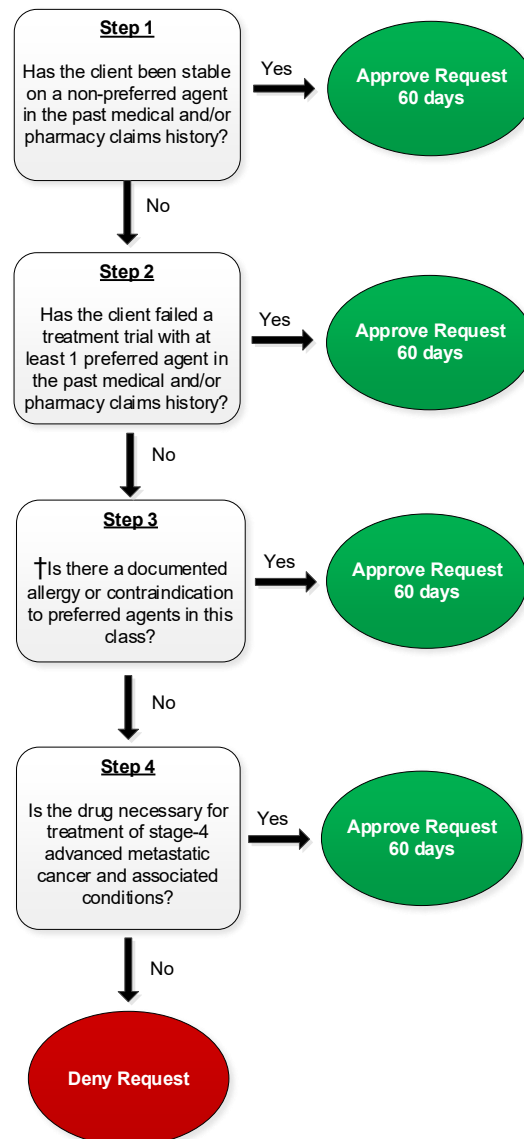 Step 1
Has the client been stable
on a non-preferred agent
in the past medical and/or
pharmacy claims history?
Yes
Approve Request
60 days
No
Step 2
Has the client failed a
treatment trial with at
least 1 preferred agent in
the past medical and/or
pharmacy claims history?
Yes
Approve Request
60 days
No
Step 3
†Is there a documented
allergy or contraindication
to preferred agents in this
class?
Yes
Approve Request
60 days
No
Step 4
Is the drug necessary for
treatment of stage-4
advanced metastatic
cancer and associated
conditions?
Yes
Approve Request
60 days
No
Deny Request